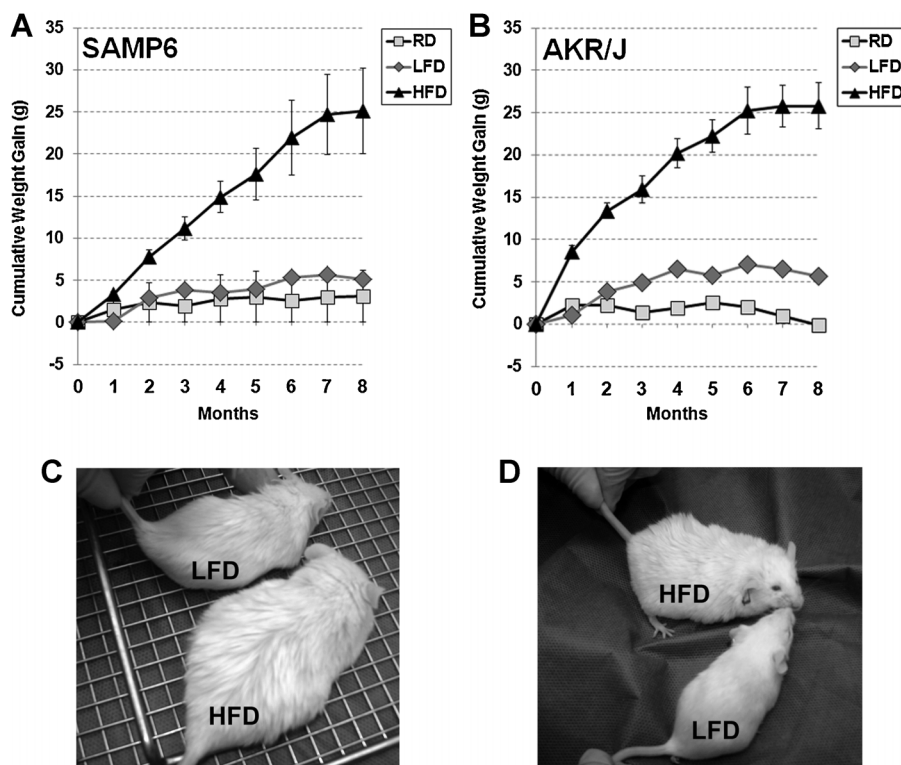 A
SAMP6
RD
LFD
HFD
Cumulative Weight Gain (g)
35
30
25
20
15
10
5
0
-5
0 1 2 3 4 5 6 7 8
Months
B
AKR/J
RD
LFD
HFD
Cumulative Weight Gain (g)
35
30
25
20
15
10
5
0
-5
0 1 2 3 4 5 6 7 8
Months
C
LFD
HFD
D
HFD
LFD